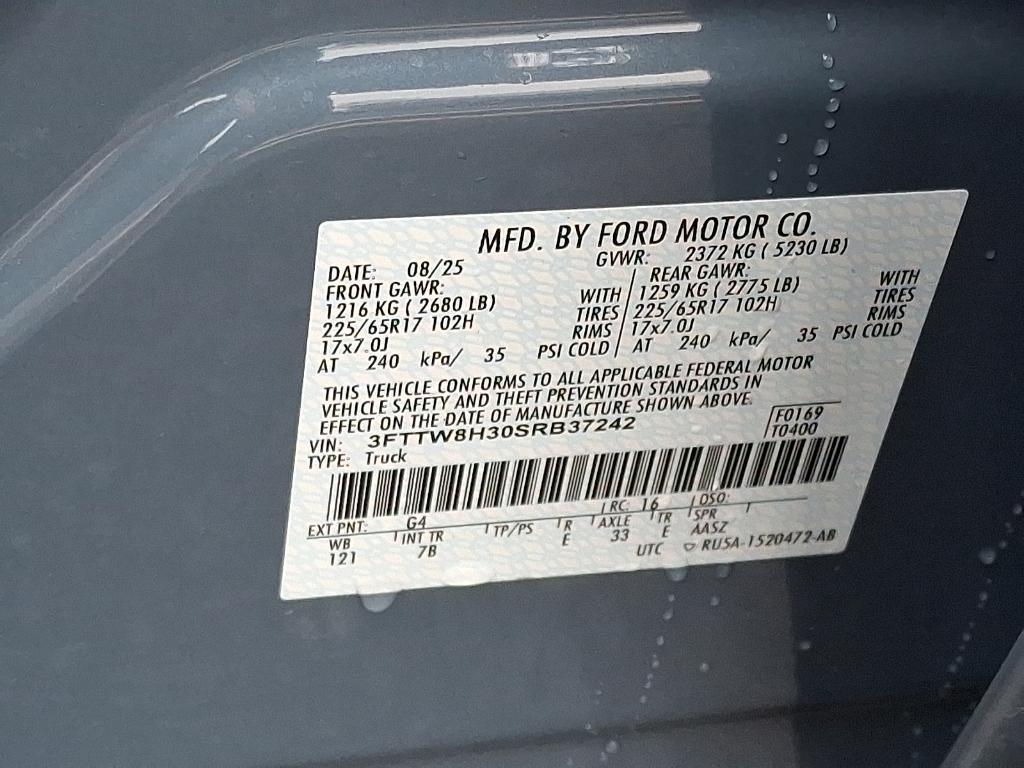 MFD. BY FORD MOTOR CO.
DATE: 08/25 GVWR: 2372 KG ( 5230 LB)
FRONT GAWR: REAR GAWR:
1216 KG ( 2680 LB) WITH 1259 KG ( 2775 LB) WITH
225/65R17 102H TIRES 225/65R17 102H TIRES
17x7.0J RIMS 17x7.0J RIMS
AT 240 kPa/ 35 PSI COLD AT 240 kPa/ 35 PSI COLD
THIS VEHICLE CONFORMS TO ALL APPLICABLE FEDERAL MOTOR
VEHICLE SAFETY AND THEFT PREVENTION STANDARDS IN
EFFECT ON THE DATE OF MANUFACTURE SHOWN ABOVE.
VIN: 3FTTW8H30SRB37242 F0169
TYPE: Truck T0400
EXT PNT: G4 RC: 16 DSO:
WB INT TR TP/PS R AXLE TR SPR
121 7B E 33 E AASZ
UTC RU5A-1520472-AB